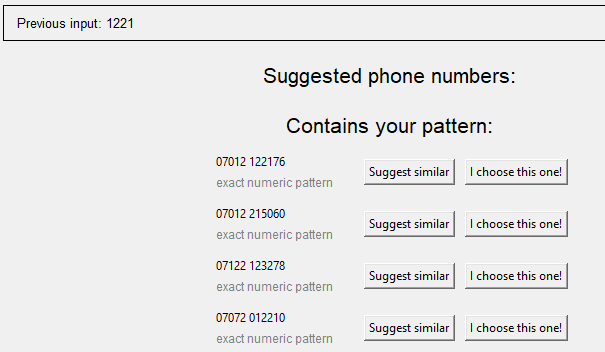 Previous input: 1221
Suggested phone numbers:
Contains your pattern:
07012 122176 Suggest similar I choose this one!
exact numeric pattern
07012 215060 Suggest similar I choose this one!
exact numeric pattern
07122 123278 Suggest similar I choose this one!
exact numeric pattern
07072 012210 Suggest similar I choose this one!
exact numeric pattern